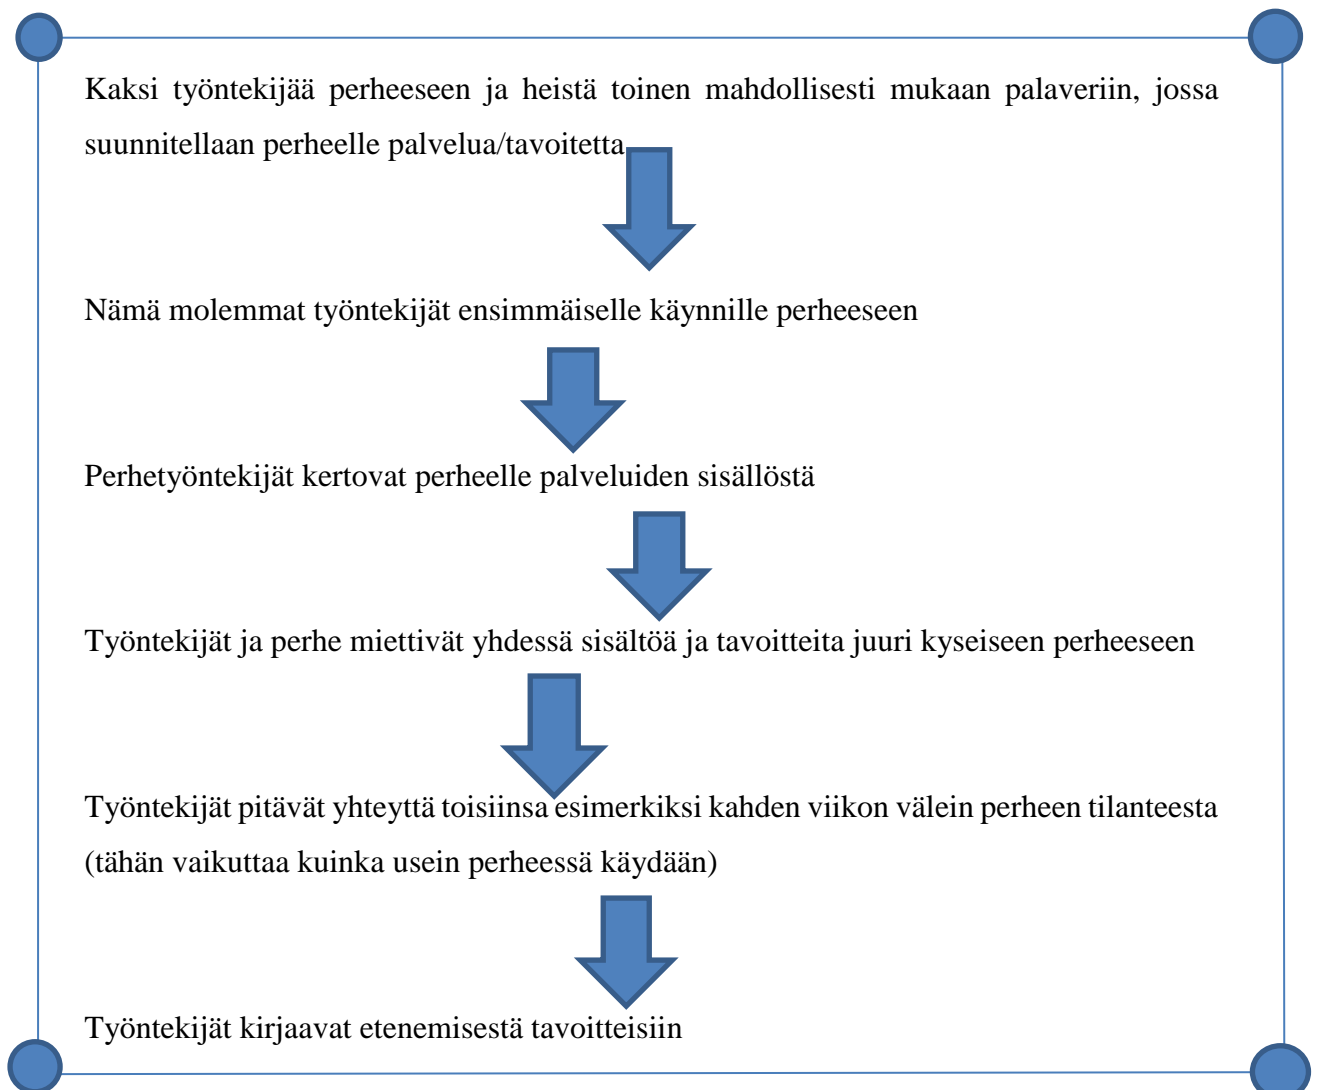 Kaksi työntekijää perheeseen ja heistä toinen mahdollisesti mukaan palaveriin, jossa
suunnitellaan perheelle palvelua/tavoitetta
Nämä molemmat työntekijät ensimmäiselle käynnille perheeseen
Perhetyöntekijät kertovat perheelle palveluiden sisällöstä
Työntekijät ja perhe miettivät yhdessä sisältöä ja tavoitteita juuri kyseiseen perheeseen
Työntekijät pitävät yhteyttä toisiinsa esimerkiksi kahden viikon välein perheen tilanteesta
(tähän vaikuttaa kuinka usein perheessä käydään)
Työntekijät kirjaavat etenemisestä tavoitteisiin